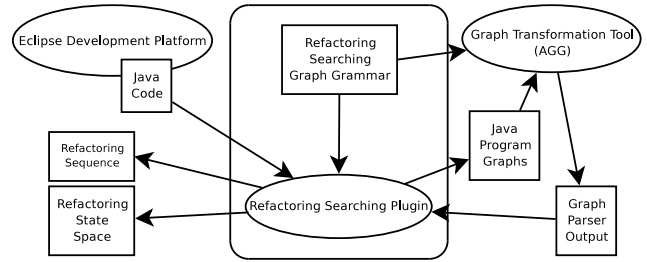 Eclipse Development Platform
Java
Code
Refactoring
Searching
Graph Grammar
Graph Transformation Tool
(AGG)
Java
Program
Graphs
Refactoring
Sequence
Refactoring
State
Space
Refactoring Searching Plugin
Graph
Parser
Output